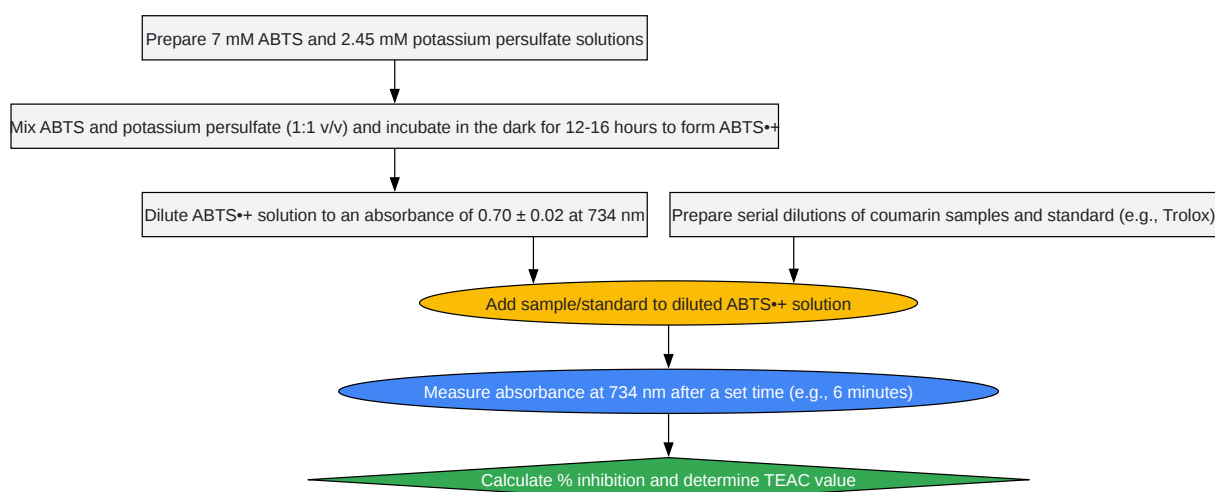 Prepare 7 mM ABTS and 2.45 mM potassium persulfate solutions
Mix ABTS and potassium persulfate (1:1 v/v) and incubate in the dark for 12-16 hours to form ABTS•+
Dilute ABTS•+ solution to an absorbance of 0.70 ± 0.02 at 734 nm
Prepare serial dilutions of coumarin samples and standard (e.g., Trolox)
Add sample/standard to diluted ABTS•+ solution
Measure absorbance at 734 nm after a set time (e.g., 6 minutes)
Calculate % inhibition and determine TEAC value